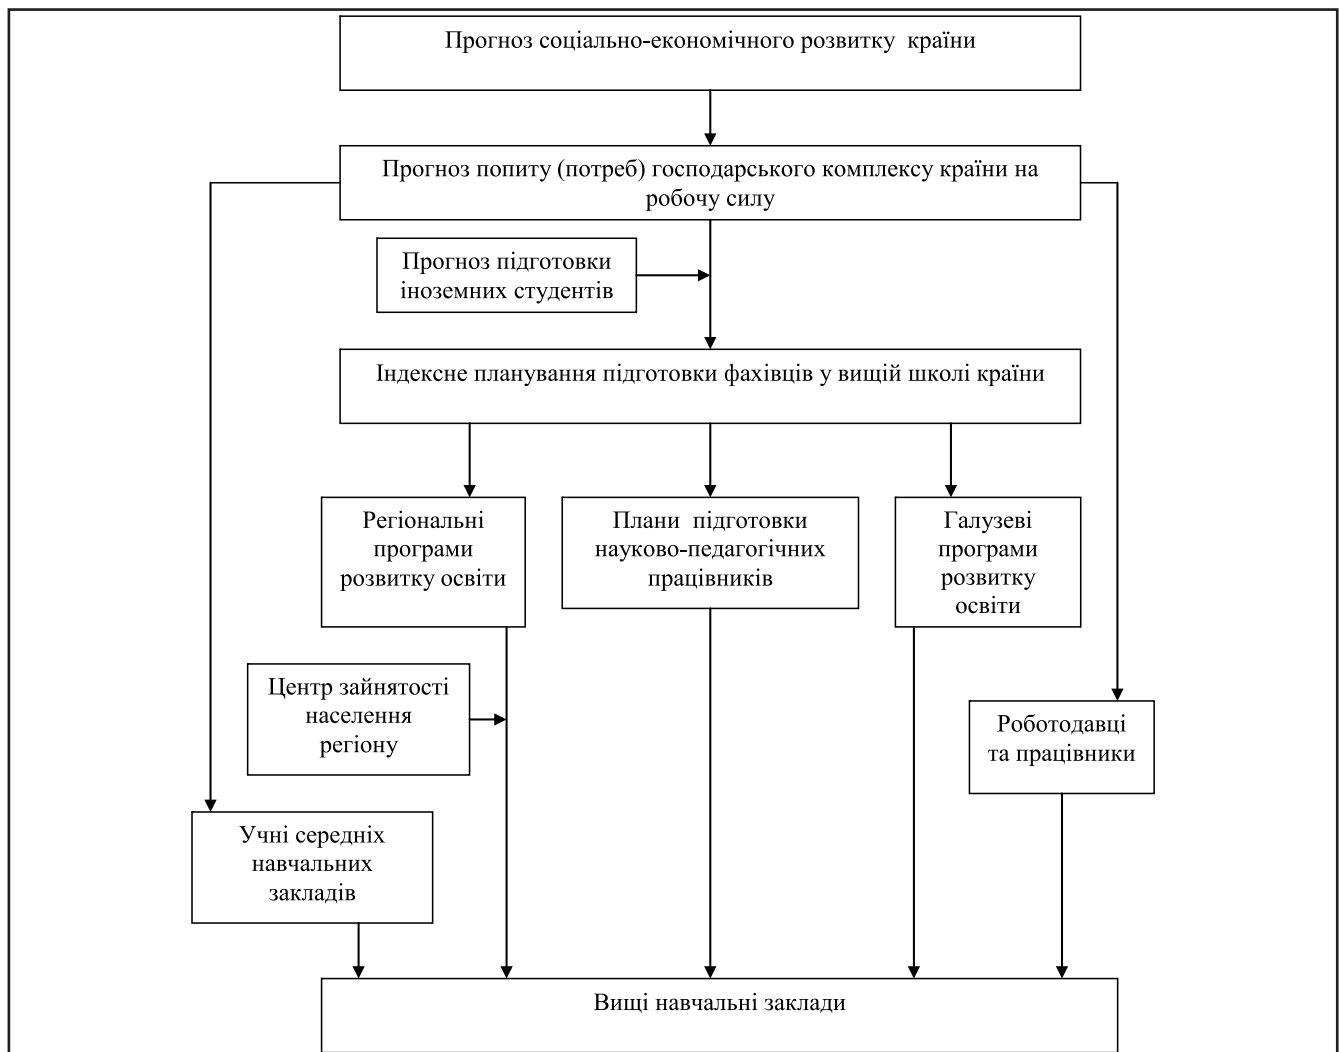 Прогноз соціально-економічного розвитку країни
Прогноз попиту (потреб) господарського комплексу країни на
робочу силу
Прогноз підготовки
іноземних студентів
Індексне планування підготовки фахівців у вищій школі країни
Регіональні
програми
розвитку освіти
Плани підготовки
науково-педагогічних
працівників
Галузеві
програми
розвитку
освіти
Центр зайнятості
населення
регіону
Роботодавці
та працівники
Учні середніх
навчальних
закладів
Вищі навчальні заклади